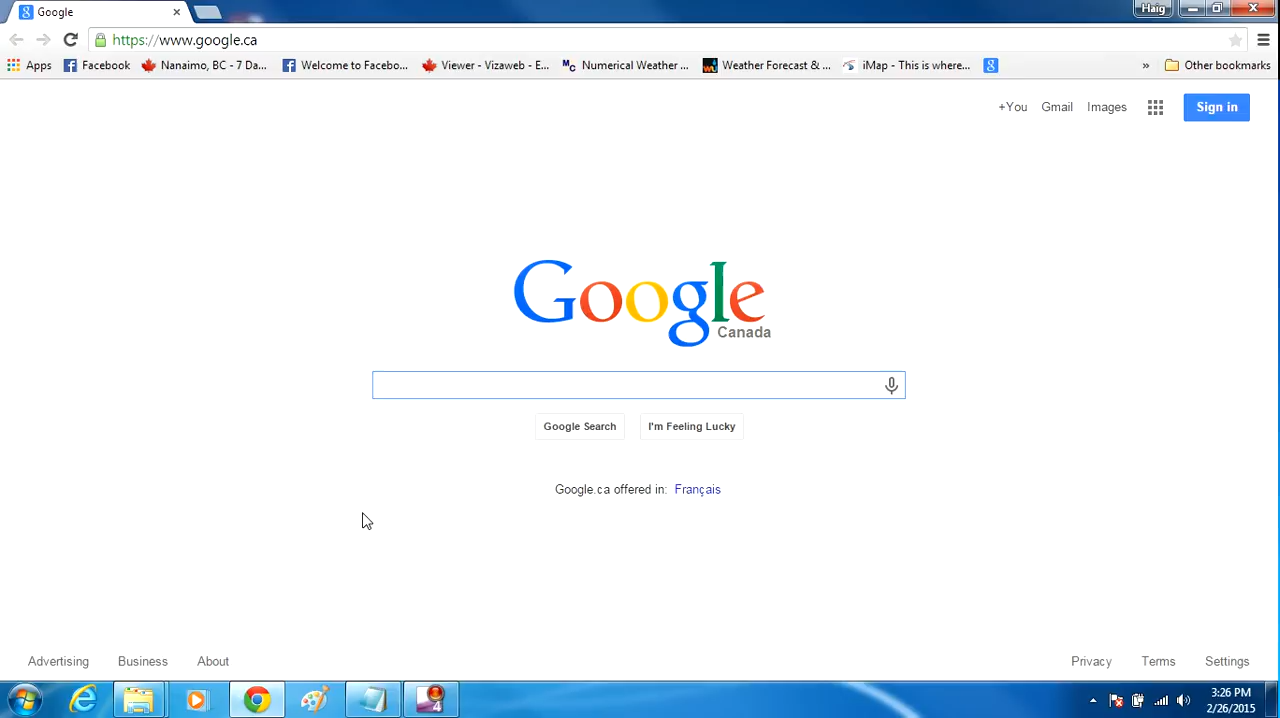 Google
Haig
https://www.google.ca
Apps Facebook Nanaimo, BC - 7 Da... Welcome to Facebo... Viewer - Vizaweb - E... Numerical Weather ... Weather Forecast & ... iMap - This is where... » Other bookmarks
+You Gmail Images Sign in
Google
Canada
Google Search I'm Feeling Lucky
Google.ca offered in: Français
Advertising Business About Privacy Terms Settings
3:26 PM
2/26/2015